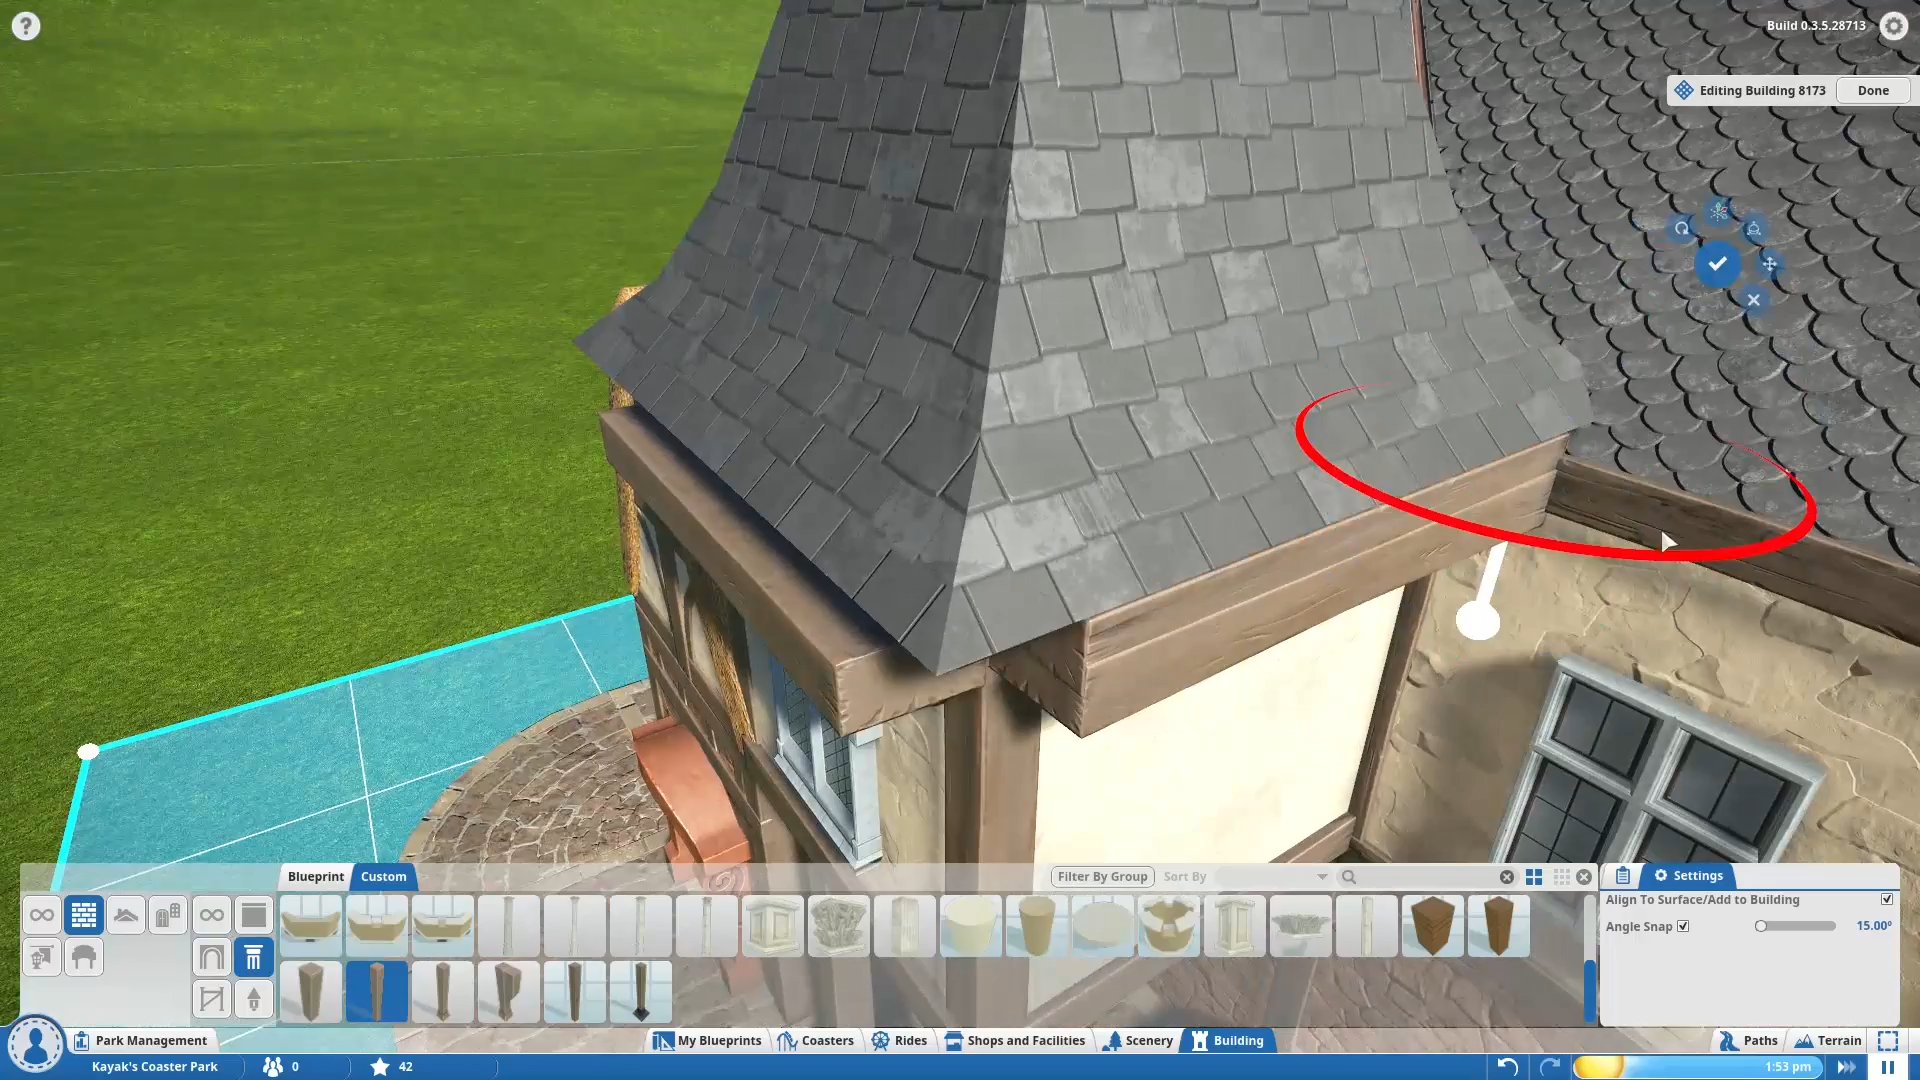 ?
Build 0.3.5.28713
Editing Building 8173
Done
Blueprint
Custom
Filter By Group
Sort By
Settings
Align To Surface/Add to Building
Angle Snap
15.00°
Park Management
My Blueprints
Coasters
Rides
Shops and Facilities
Scenery
Building
Paths
Terrain
Kayak's Coaster Park
0
42
1:53 pm